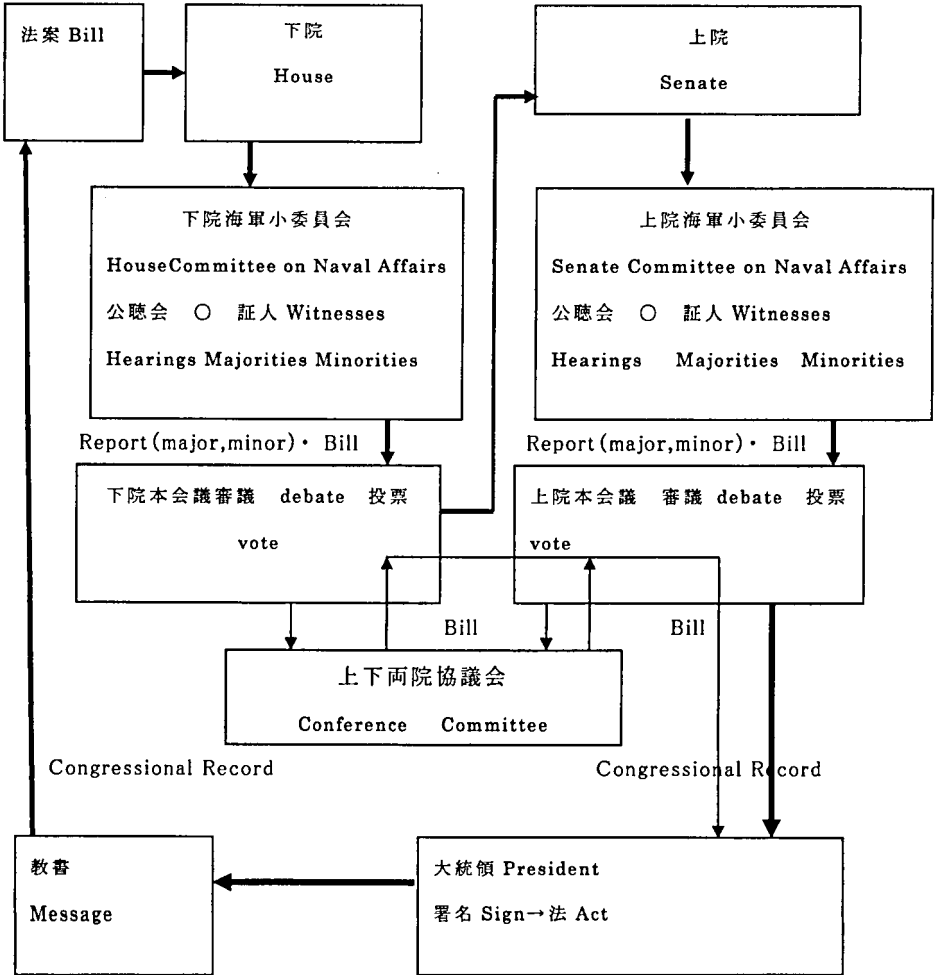 法案 Bill
下院
House
上院
Senate
下院海軍小委員会
HouseCommittee on Naval Affairs
公聴会　○　証人 Witnesses
Hearings Majorities Minorities
上院海軍小委員会
Senate Committee on Naval Affairs
公聴会　○　証人 Witnesses
Hearings　Majorities　Minorities
Report(major,minor)・ Bill
Report(major,minor)・ Bill
下院本会議審議　debate　投票
vote
上院本会議　審議 debate　投票
vote
Bill
Bill
上下両院協議会
Conference　Committee
Congressional Record
Congressional Record
教書
Message
大統領 President
署名 Sign→法 Act